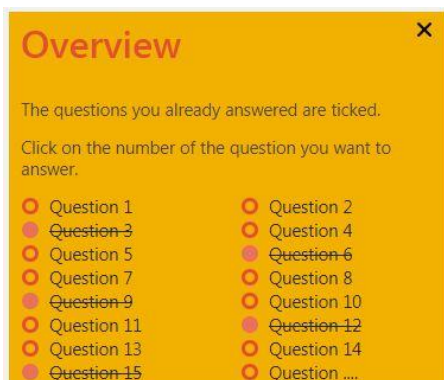 Overview
The questions you already answered are ticked.
Click on the number of the question you want to
answer.
Question 1
Question 2
Question 3
Question 4
Question 5
Question 6
Question 7
Question 8
Question 9
Question 10
Question 11
Question 12
Question 13
Question 14
Question 15
Question ....